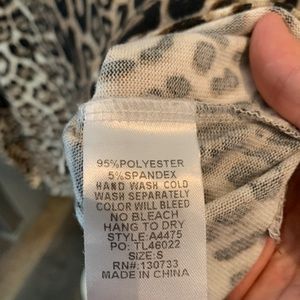 95%POLYESTER
5%SPANDEX
HAND WASH COLD
WASH SEPARATELY
COLOR WILL BLEED
NO BLEACH
HANG TO DRY
STYLE:A4475
PO: TL46022
SIZE:S
RN#:130733
MADE IN CHINA